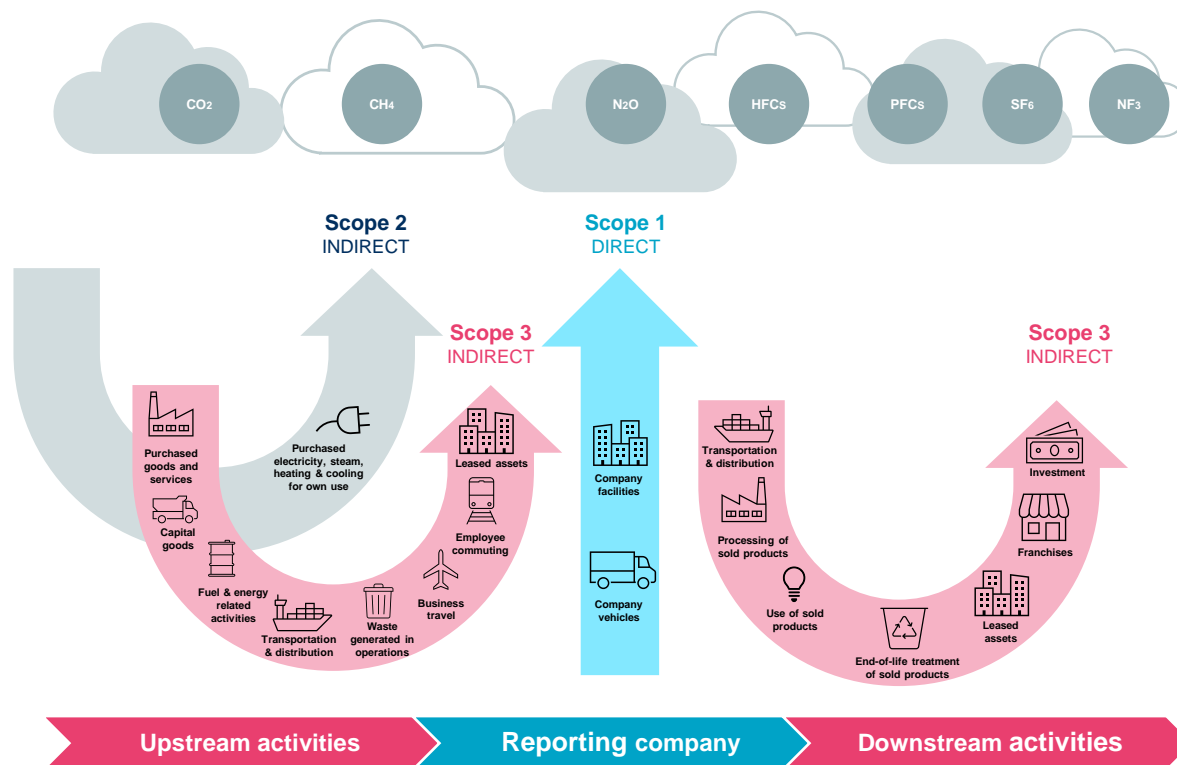 CO2
CH4
N2O
HFCs
PFCs
SF6
NF3
Scope 2
INDIRECT
Scope 1
DIRECT
Scope 3
INDIRECT
Scope 3
INDIRECT
Purchased
goods and
services
Capital
goods
Fuel & energy
related
activities
Transportation
& distribution
Waste
generated in
operations
Business
travel
Employee
commuting
Leased assets
Purchased
electricity, steam,
heating & cooling
for own use
Company
facilities
Company
vehicles
Transportation
& distribution
Processing of
sold products
Use of sold
products
End-of-life treatment
of sold products
Leased
assets
Franchises
Investment
Upstream activities
Reporting company
Downstream activities